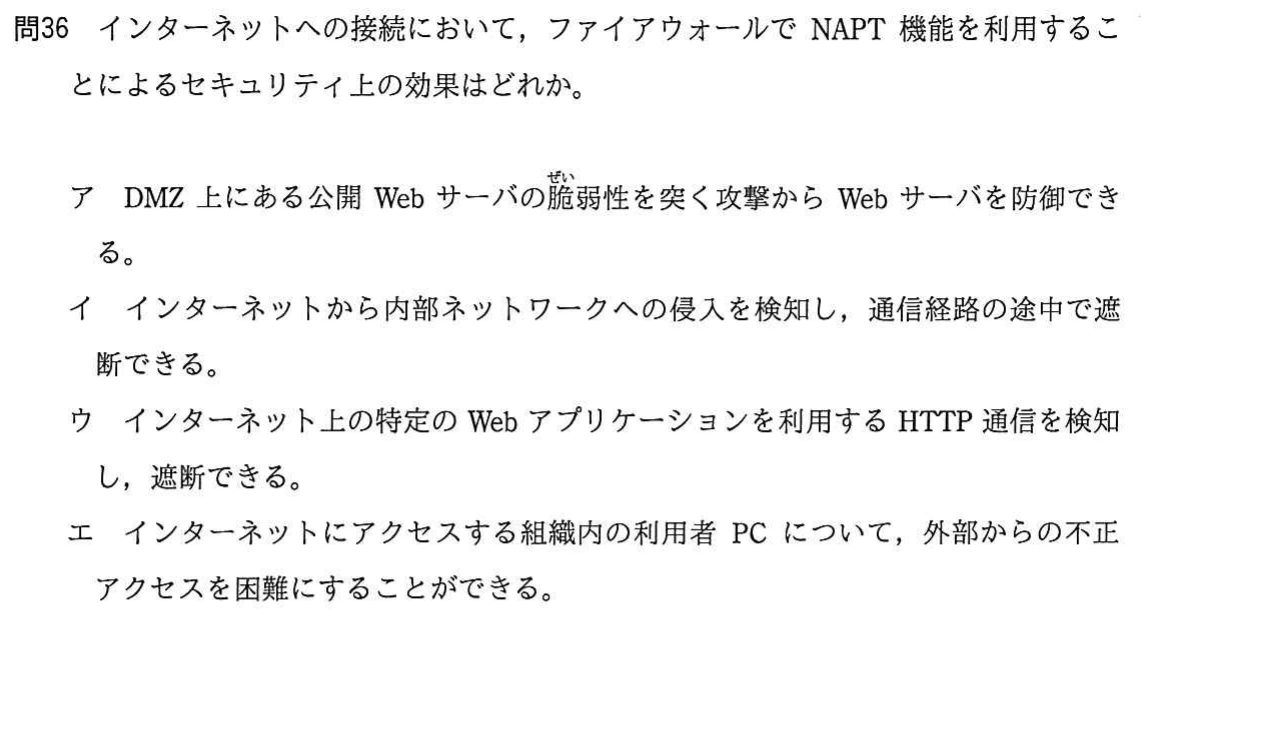 問36 インターネットへの接続において，ファイアウォールで NAPT 機能を利用するこ
とによるセキュリティ上の効果はどれか。
ぜい
ア DMZ 上にある公開 Web サーバの脆弱性を突く攻撃から Web サーバを防御でき
る。
イ インターネットから内部ネットワークへの侵入を検知し，通信経路の途中で遮
断できる。
ウ インターネット上の特定の Web アプリケーションを利用する HTTP 通信を検知
し，遮断できる。
エ インターネットにアクセスする組織内の利用者 PC について，外部からの不正
アクセスを困難にすることができる。